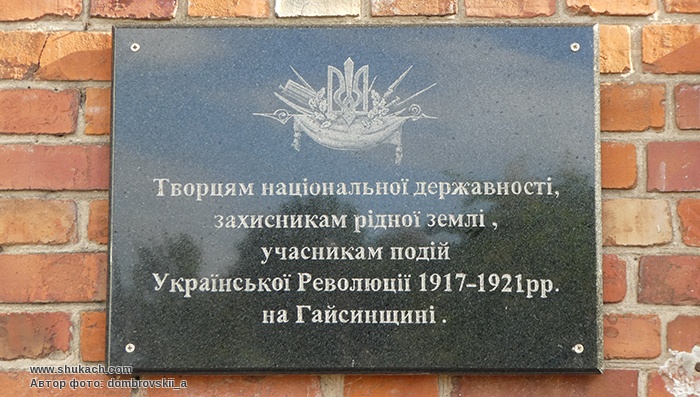 Творцям національної державності,
захисникам рідної землі ,
учасникам подій
Української Революції 1917-1921рр.
на Гайсинщині .
www.shukach.com
Автор фото: dombrovskii_a